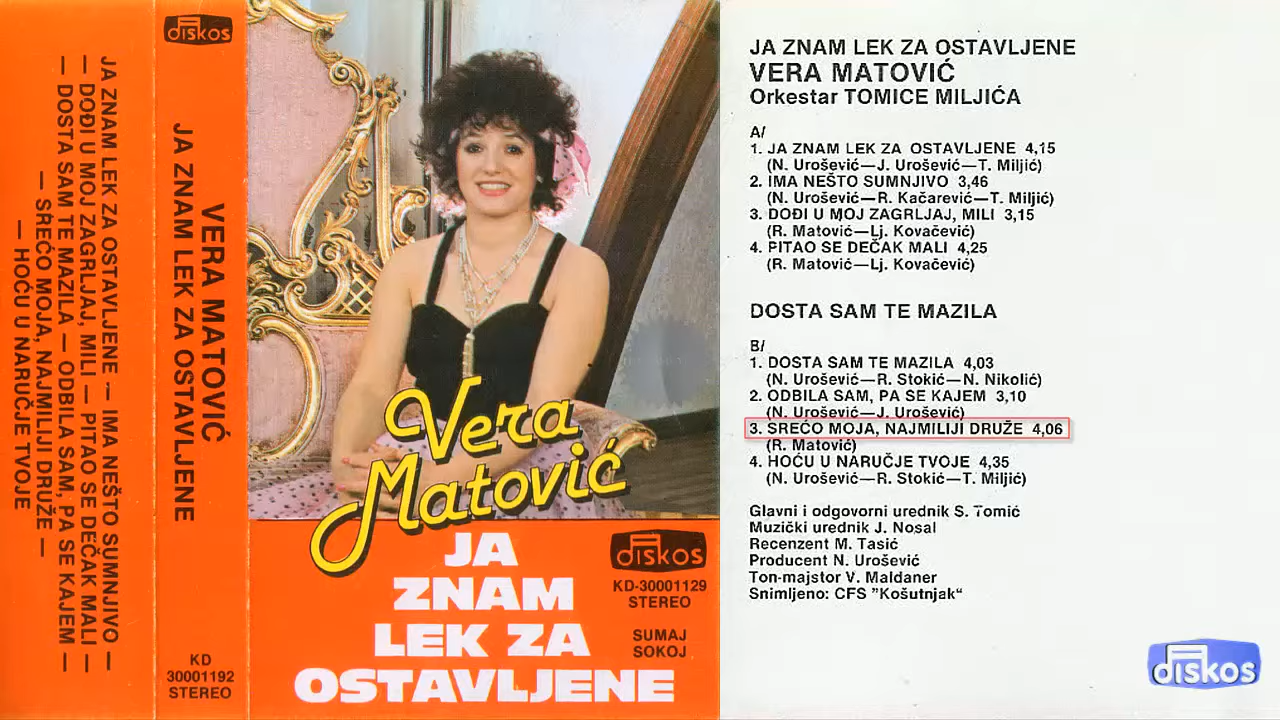 JA ZNAM LEK ZA OSTAVLJENE — IMA NEŠTO SUMNJIVO —
— DOĐI U MOJ ZAGRLJAJ, MILI — PITAO SE DEČAK MALI —
— DOSTA SAM TE MAZILA — ODBILA SAM, PA SE KAJEM —
— SREĆO MOJA, NAJMILIJI DRUŽE —
— HOĆU U NARUČJE TVOJE
diskos
VERA MATOVIĆ
JA ZNAM LEK ZA OSTAVLJENE
KD
30001192
STEREO
Vera
Matović
JA
ZNAM
LEK ZA
OSTAVLJENE
diskos
KD-30001129
STEREO
SUMAJ
SOKOJ
JA ZNAM LEK ZA OSTAVLJENE
VERA MATOVIĆ
Orkestar TOMICE MILJIĆA
A/
1. JA ZNAM LEK ZA OSTAVLJENE 4,15
(N. Urošević—J. Urošević—T. Miljić)
2. IMA NEŠTO SUMNJIVO 3,46
(N. Urošević—R. Kačarević—T. Miljić)
3. DOĐI U MOJ ZAGRLJAJ, MILI 3,15
(R. Matović—Lj. Kovačević)
4. PITAO SE DEČAK MALI 4,25
(R. Matović—Lj. Kovačević)
DOSTA SAM TE MAZILA
B/
1. DOSTA SAM TE MAZILA 4,03
(N. Urošević—R. Stokić—N. Nikolić)
2. ODBILA SAM, PA SE KAJEM 3,10
(N. Urošević—J. Urošević)
3. SREĆO MOJA, NAJMILIJI DRUŽE 4,06
(R. Matović)
4. HOĆU U NARUČJE TVOJE 4,35
(N. Urošević—R. Stokić—T. Miljić)
Glavni i odgovorni urednik S. Tomić
Muzički urednik J. Nosal
Recenzent M. Tasić
Producent N. Urošević
Ton-majstor V. Maldaner
Snimljeno: CFS "Košutnjak"
diskos